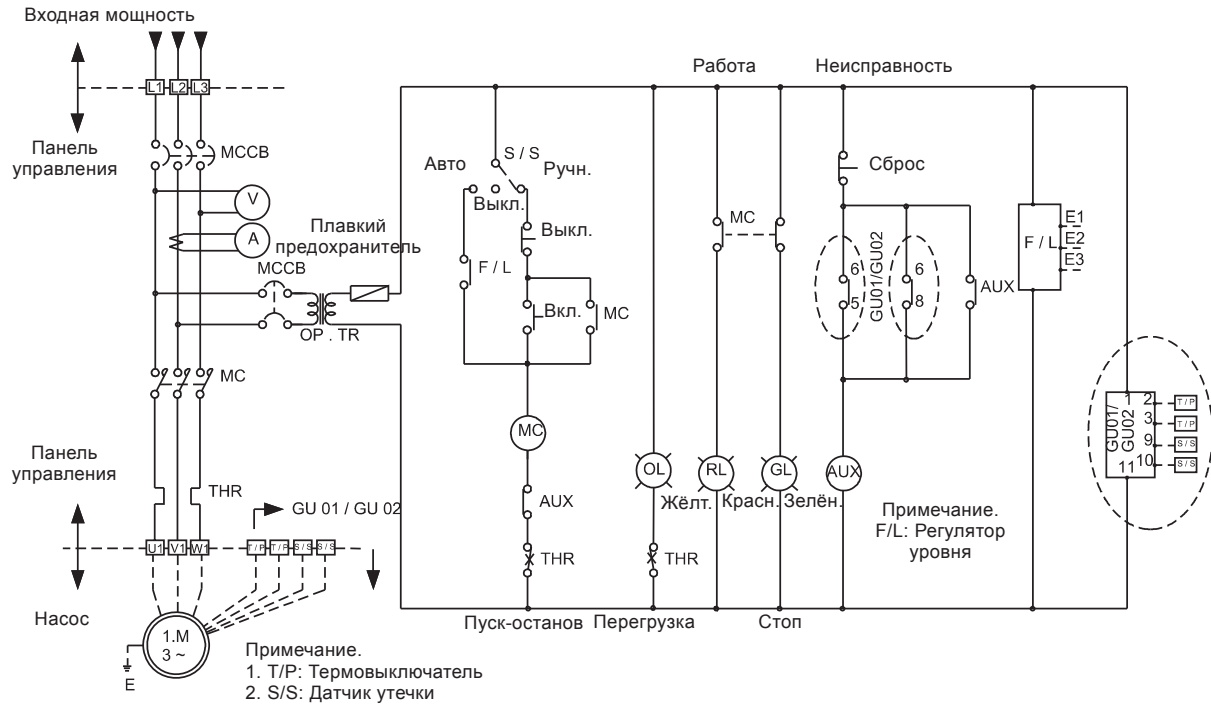 Входная мощность
L1 L2 L3
Панель
управления
MCCB
V
A
Плавкий
предохранитель
MCCB
OP . TR
MC
Панель
управления
THR
GU 01 / GU 02
U1 V1 W1
T / P T / P S / S S / S
Насос
1.M
3 ~
E
Примечание.
1. T/P: Термовыключатель
2. S/S: Датчик утечки
Работа
Неисправность
S / S
Авто
Ручн.
Выкл.
Выкл.
F / L
Вкл.
MC
MC
AUX
THR
Пуск-останов
OL
Жёлт.
THR
Перегрузка
MC
RL
Красн.
GL
Зелён.
Стоп
Сброс
6
5
GU01/GU02
6
8
AUX
AUX
F / L
E1
E2
E3
Примечание.
F/L: Регулятор
уровня
GU01/
GU02
1
2
T / P
3
T / P
9
S / S
10
S / S
11